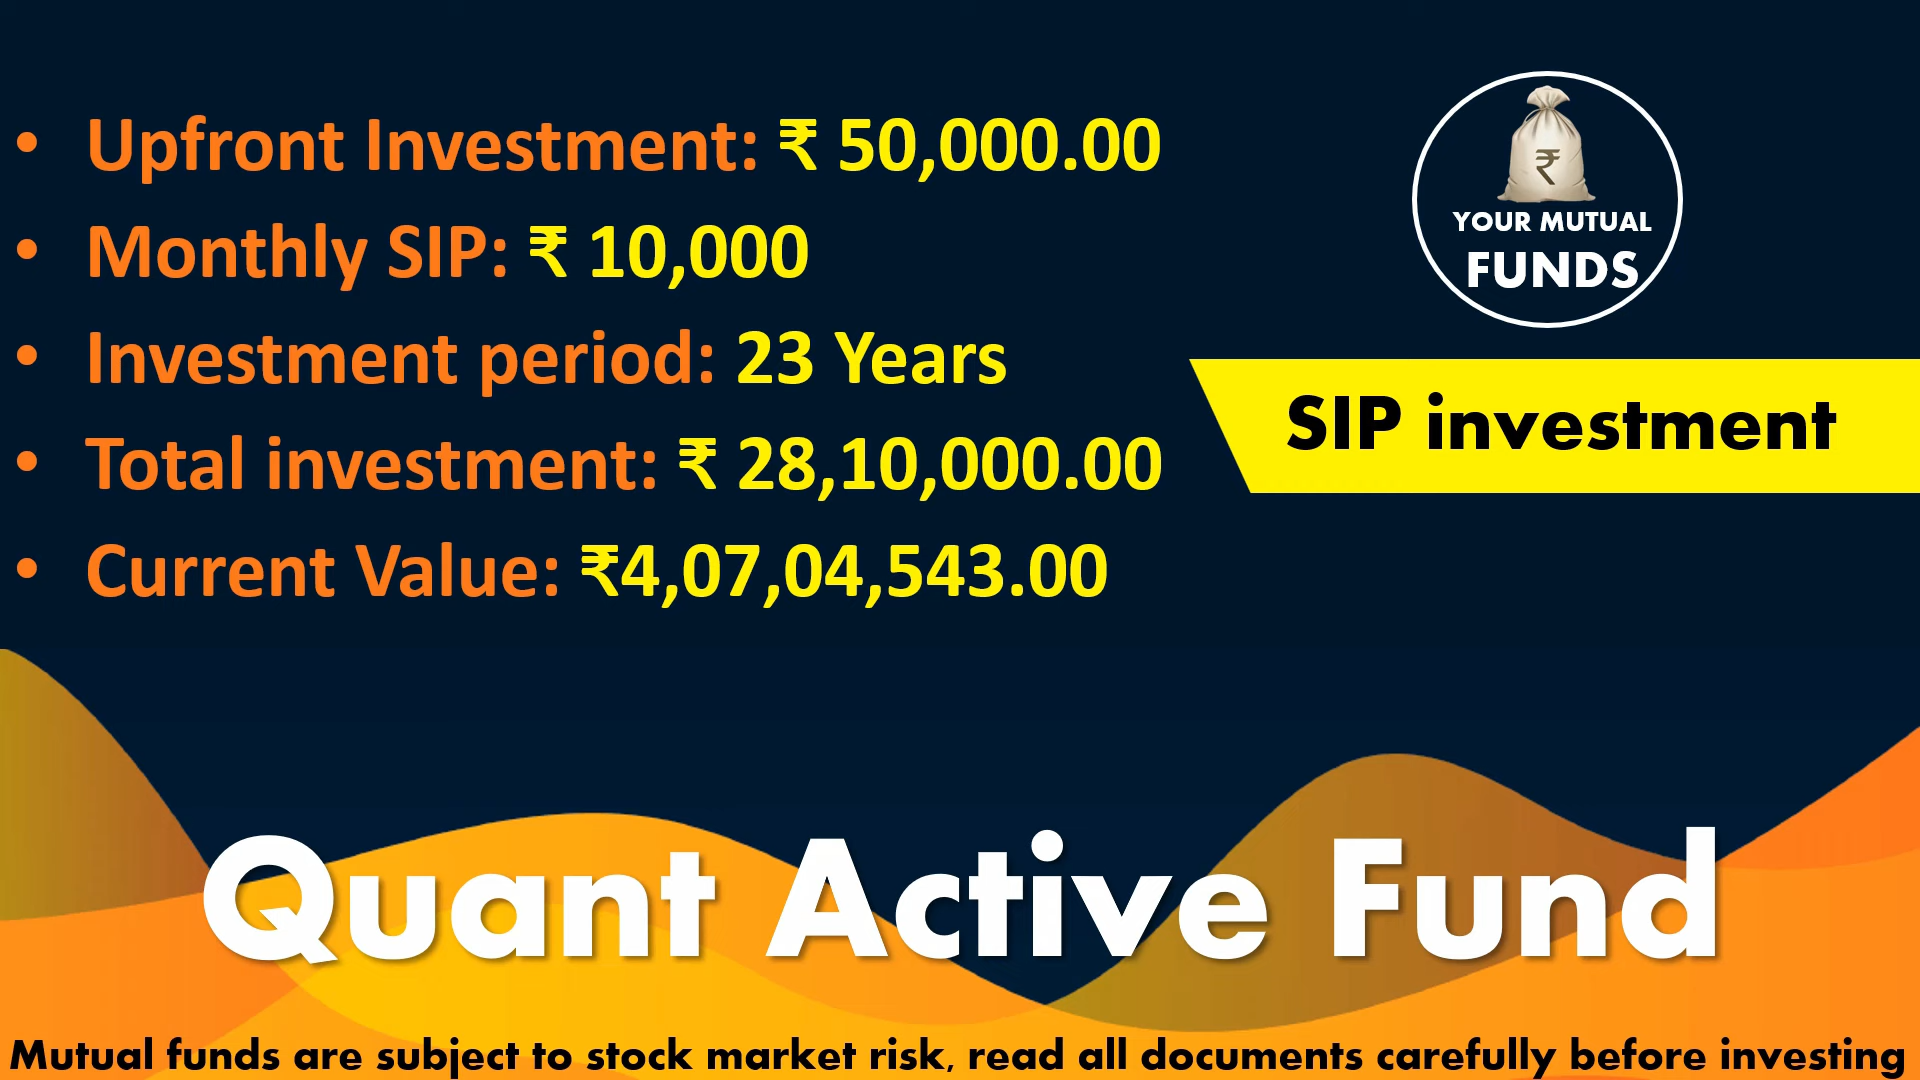 • Upfront Investment: ₹ 50,000.00
• Monthly SIP: ₹ 10,000
• Investment period: 23 Years
• Total investment: ₹ 28,10,000.00
• Current Value: ₹4,07,04,543.00
₹
YOUR MUTUAL
FUNDS
SIP investment
Quant Active Fund
Mutual funds are subject to stock market risk, read all documents carefully before investing